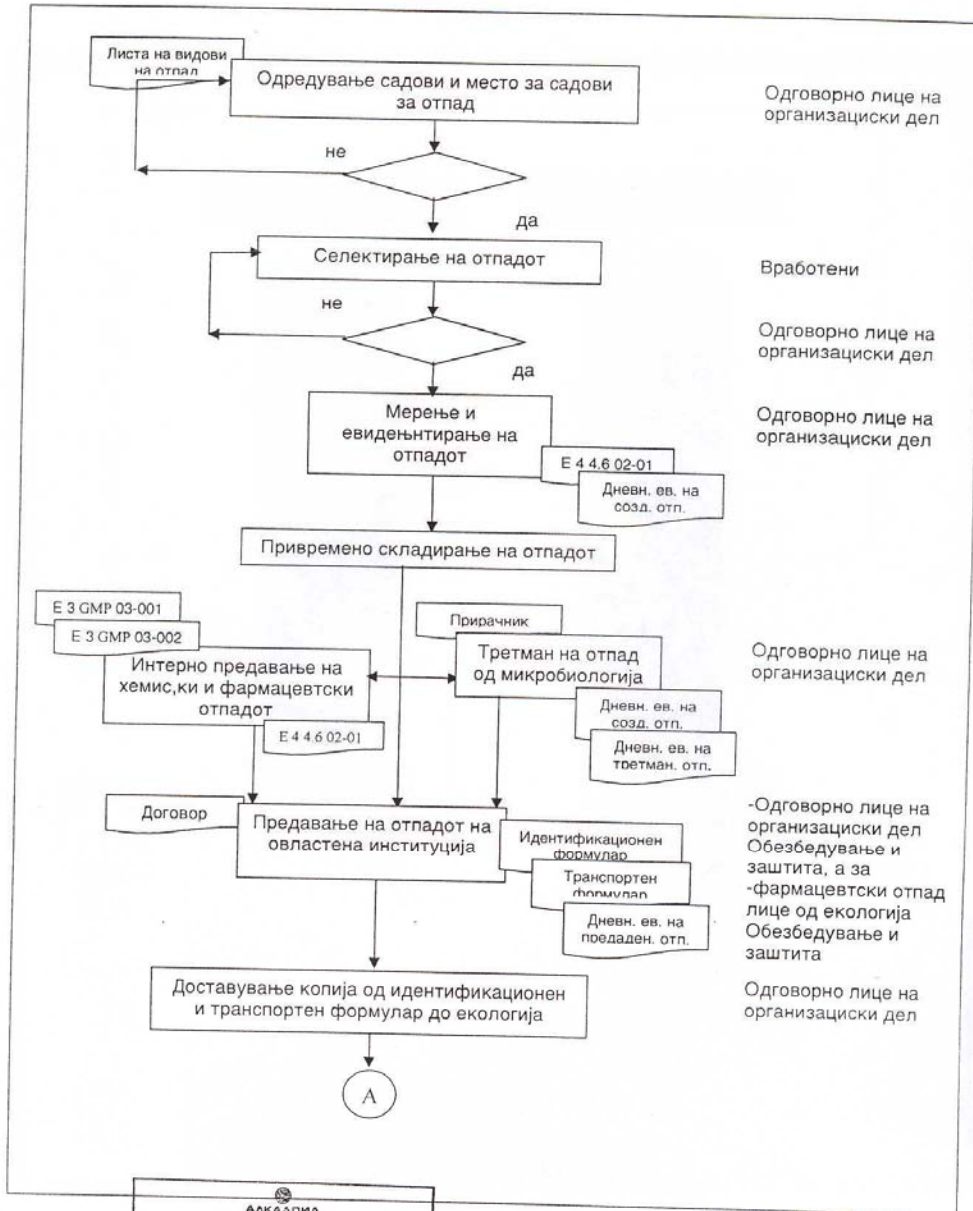 Листа на видови
на отпад
Одредување садови и место за садови
за отпад
Одговорно лице на
организациски дел
не
да
Селектирање на отпадот
Вработени
не
Одговорно лице на
организациски дел
да
Мерење и
евидењнтирање на
отпадот
Одговорно лице на
организациски дел
Е 4 4.6 02-01
Дневн. ев. на
созд. отп.
Привремено складирање на отпадот
Е 3 GMP 03-001
Е 3 GMP 03-002
Интерно предавање на
хемис,ки и фармацевтски
отпадот
Е 4 4.6 02-01
Прирачник
Третман на отпад
од микробиологија
Дневн. ев. на
созд. отп.
Дневн. ев. на
третман. отп.
Одговорно лице на
организациски дел
Договор
Предавање на отпадот на
овластена институција
Идентификационен
формулар
Транспортен
формулар
Дневн. ев. на
предаден. отп.
-Одговорно лице на
организациски дел
Обезбедување и
заштита, а за
-фармацевтски отпад
лице од екологија
Обезбедување и
заштита
Доставување копија од идентификационен
и транспортен формулар до екологија
Одговорно лице на
организациски дел
А